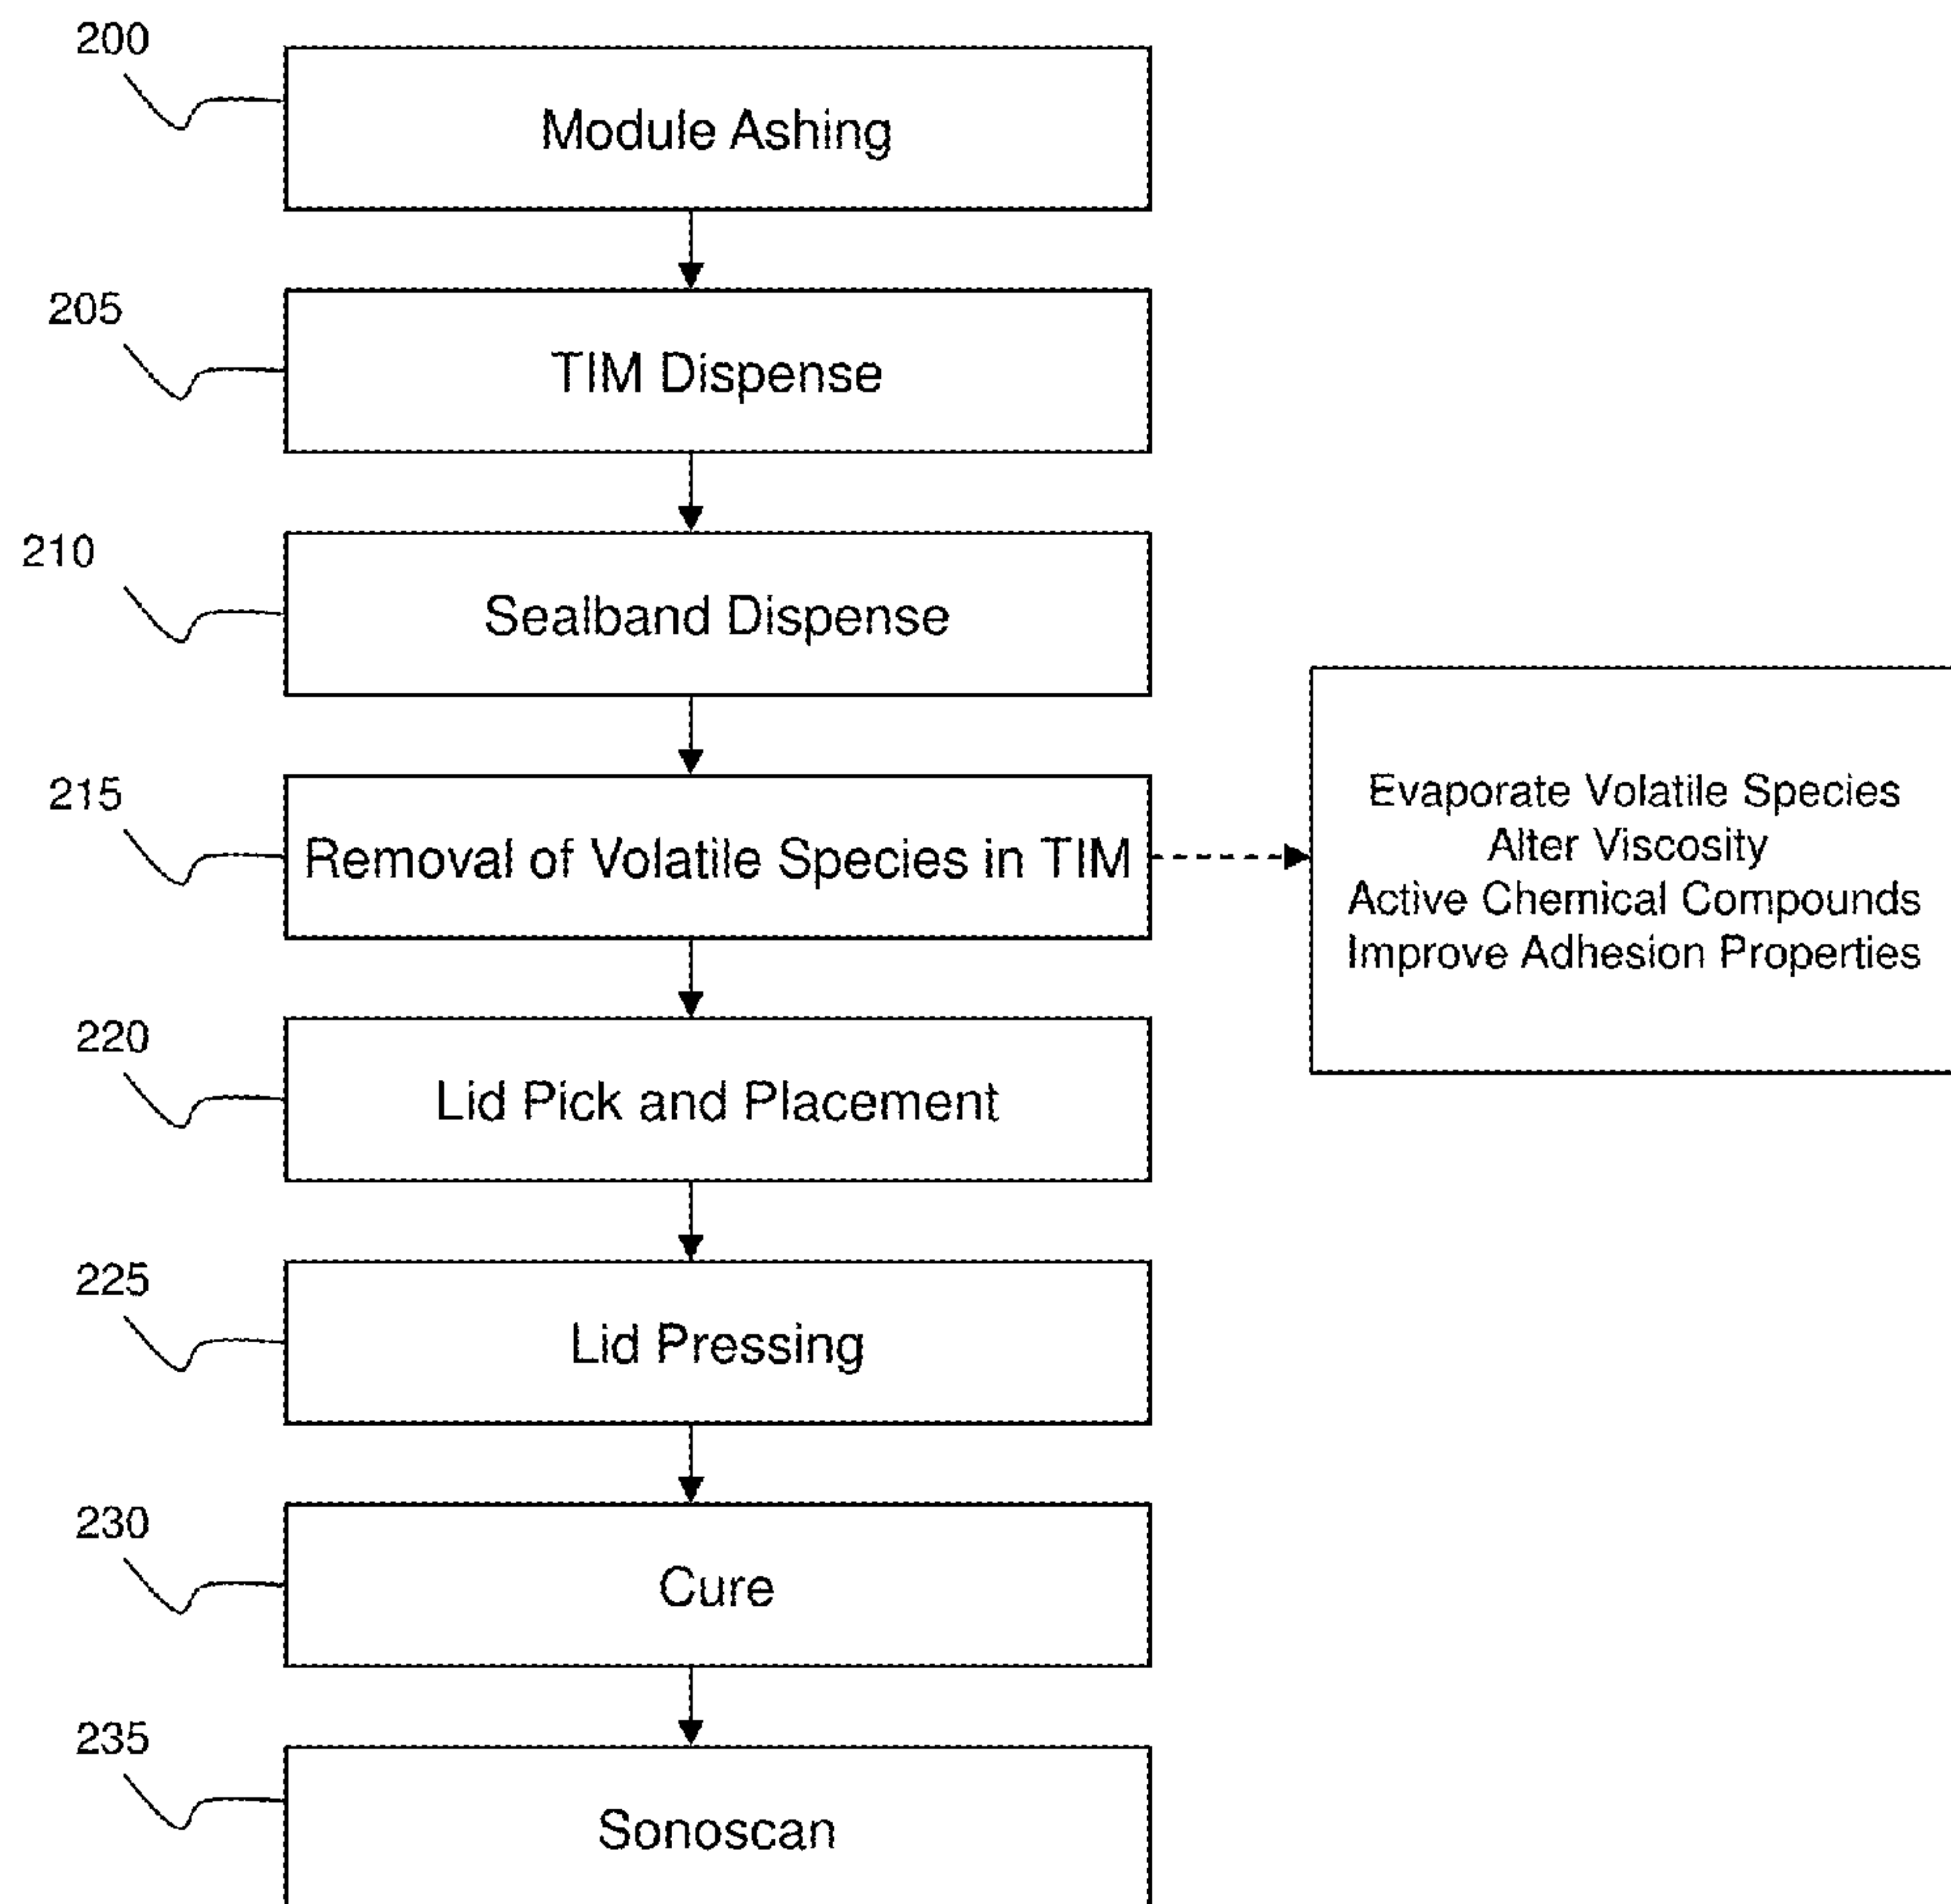 200
Module Ashing
205
TIM Dispense
210
Sealband Dispense
215
Removal of Volatile Species in TIM
Evaporate Volatile Species
Alter Viscosity
Active Chemical Compounds
Improve Adhesion Properties
220
Lid Pick and Placement
225
Lid Pressing
230
Cure
235
Sonoscan